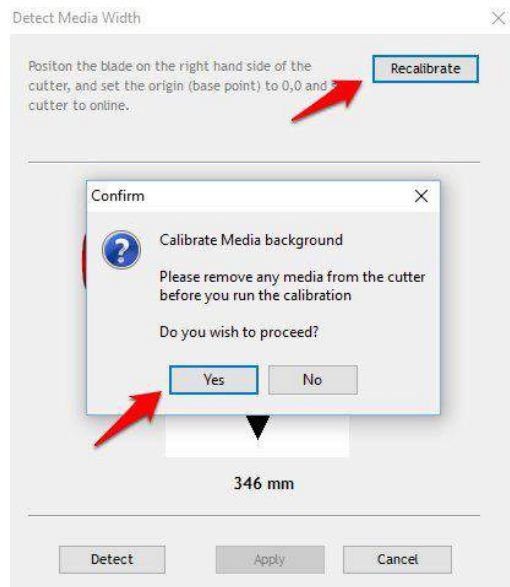 Detect Media Width
Positon the blade on the right hand side of the
cutter, and set the origin (base point) to 0,0 and
cutter to online.
Recalibrate
Confirm
Calibrate Media background
Please remove any media from the cutter
before you run the calibration
Do you wish to proceed?
Yes
No
346 mm
Detect
Apply
Cancel